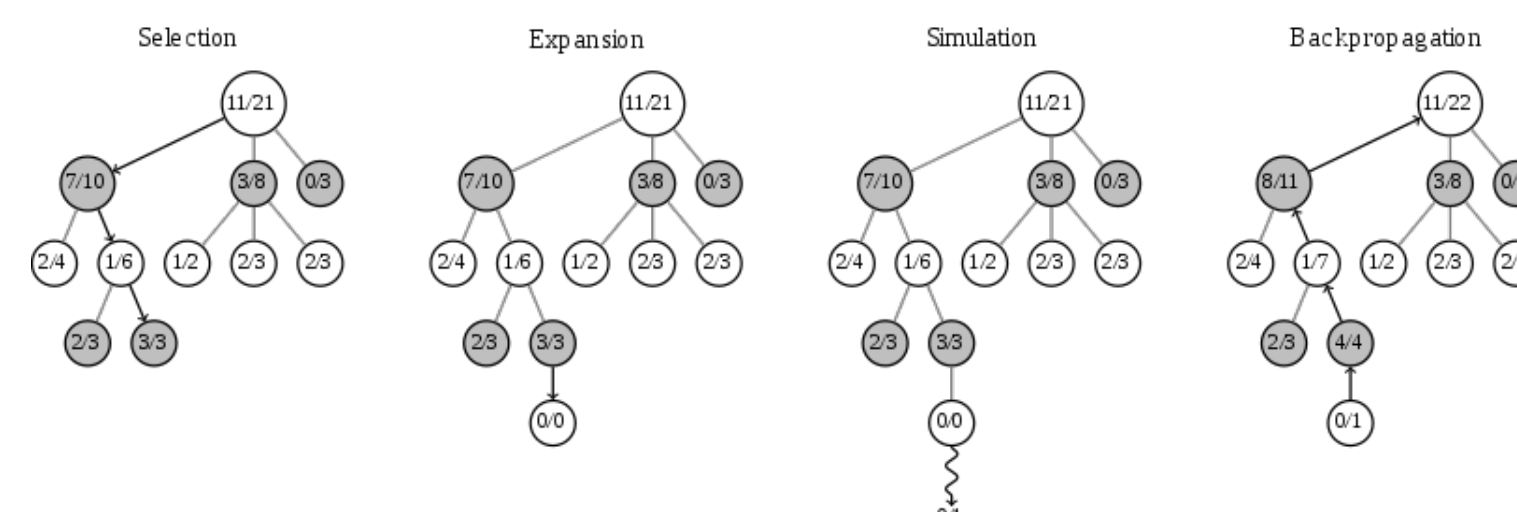 Selection Expansion Simulation Backpropagation
11/21 11/21 11/21 11/22
7/10 3/8 0/3 7/10 3/8 0/3 7/10 3/8 0/3 8/11 3/8
2/4 1/6 1/2 2/3 2/3 2/4 1/6 1/2 2/3 2/3 2/4 1/6 1/2 2/3 2/3 2/4 1/7 1/2 2/3
2/3 3/3 2/3 3/3 2/3 3/3 2/3 4/4
0/0 0/0 0/1